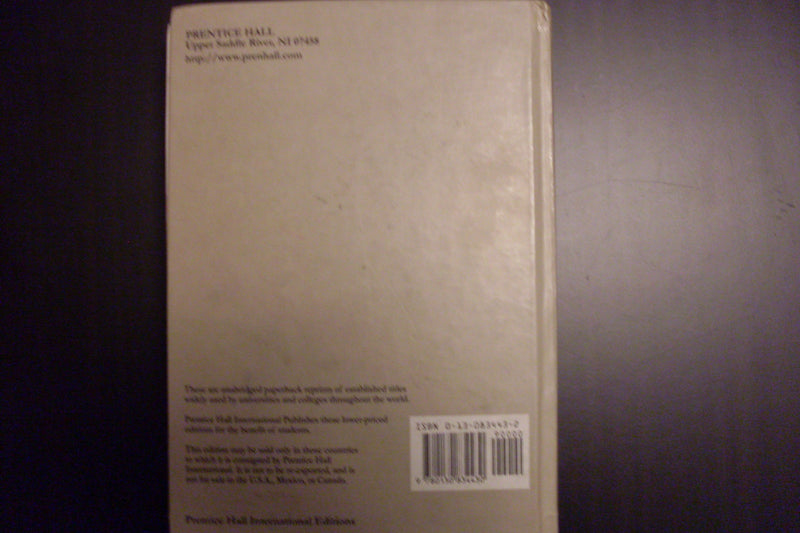 PRENTICE HALL
Upper Saddle River, NJ 07458
http://www.prenhall.com
These are unabridged paperback reprints of established titles
widely used by universities and colleges throughout the world.
Prentice Hall International Publishes these lower-priced
editions for the benefit of students.
This edition may be sold only in those countries
to which it is consigned by Prentice Hall
International. It is not to be re-exported, and is
not for sale in the U.S.A., Mexico, or Canada.
ISBN 0-13-083443-2
90000
9 780130 834430
Prentice Hall International Editions